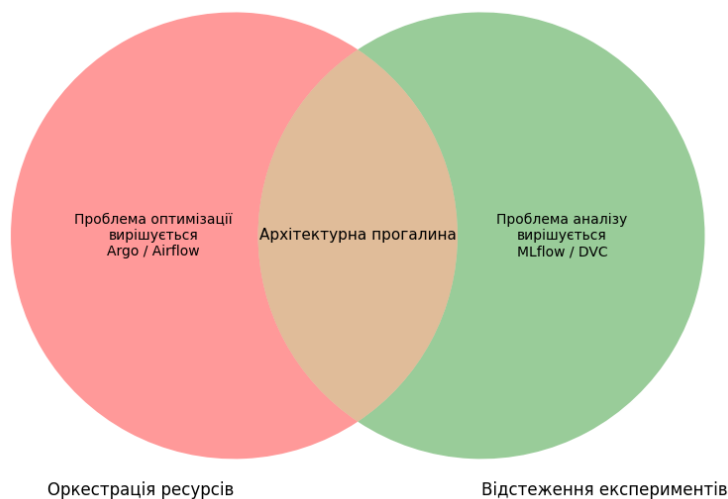 Проблема оптимізації
вирішується
Argo / Airflow
Архітектурна прогалина
Проблема аналізу
вирішується
MLflow / DVC
Оркестрація ресурсів
Відстеження експериментів